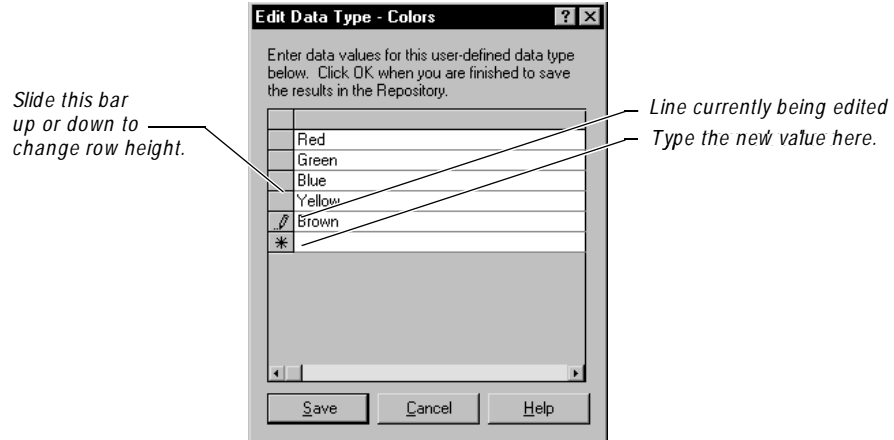 Edit Data Type - Colors
Enter data values for this user-defined data type
below. Click OK when you are finished to save
the results in the Repository.
Slide this bar
up or down to
change row height.
Line currently being edited
Type the new value here.
Red
Green
Blue
Yellow
Brown
Save
Cancel
Help